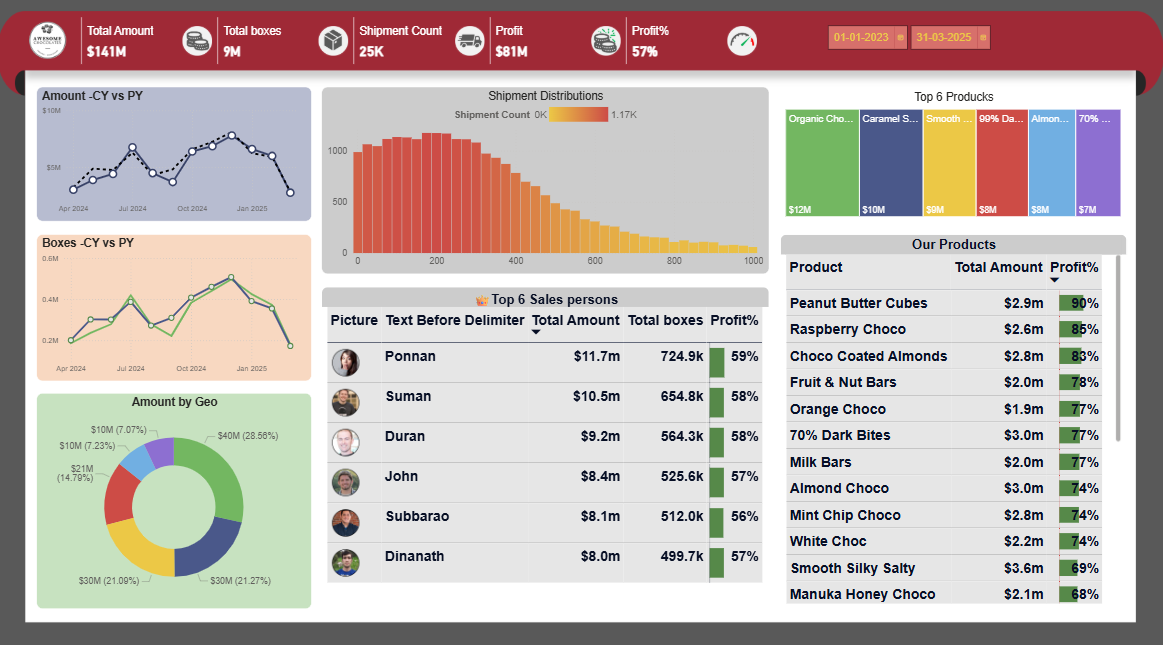 AWESOME
CHOCOLATES
Total Amount
$141M
Total boxes
9M
Shipment Count
25K
Profit
$81M
Profit%
57%
01-01-2023
31-03-2025
Amount -CY vs PY
$10M
$5M
Apr 2024 Jul 2024 Oct 2024 Jan 2025
Boxes -CY vs PY
0.6M
0.4M
0.2M
Apr 2024 Jul 2024 Oct 2024 Jan 2025
Amount by Geo
$10M (7.07%)
$40M (28.56%)
$10M (7.23%)
$21M
(14.79%)
$30M (21.09%)
$30M (21.27%)
Shipment Distributions
Shipment Count 0K 1.17K
1000
500
0
0 200 400 600 800 1000
Top 6 Sales persons
Picture Text Before Delimiter Total Amount Total boxes Profit%
Ponnan $11.7m 724.9k 59%
Suman $10.5m 654.8k 58%
Duran $9.2m 564.3k 58%
John $8.4m 525.6k 57%
Subbarao $8.1m 512.0k 56%
Dinanath $8.0m 499.7k 57%
Top 6 Producks
Organic Cho... Caramel S... Smooth ... 99% Da... Almon... 70% ...
$12M $10M $9M $8M $8M $7M
Our Products
Product Total Amount Profit%
Peanut Butter Cubes $2.9m 90%
Raspberry Choco $2.6m 85%
Choco Coated Almonds $2.8m 83%
Fruit & Nut Bars $2.0m 78%
Orange Choco $1.9m 77%
70% Dark Bites $3.0m 77%
Milk Bars $2.0m 77%
Almond Choco $3.0m 74%
Mint Chip Choco $2.8m 74%
White Choc $2.2m 74%
Smooth Silky Salty $3.6m 69%
Manuka Honey Choco $2.1m 68%